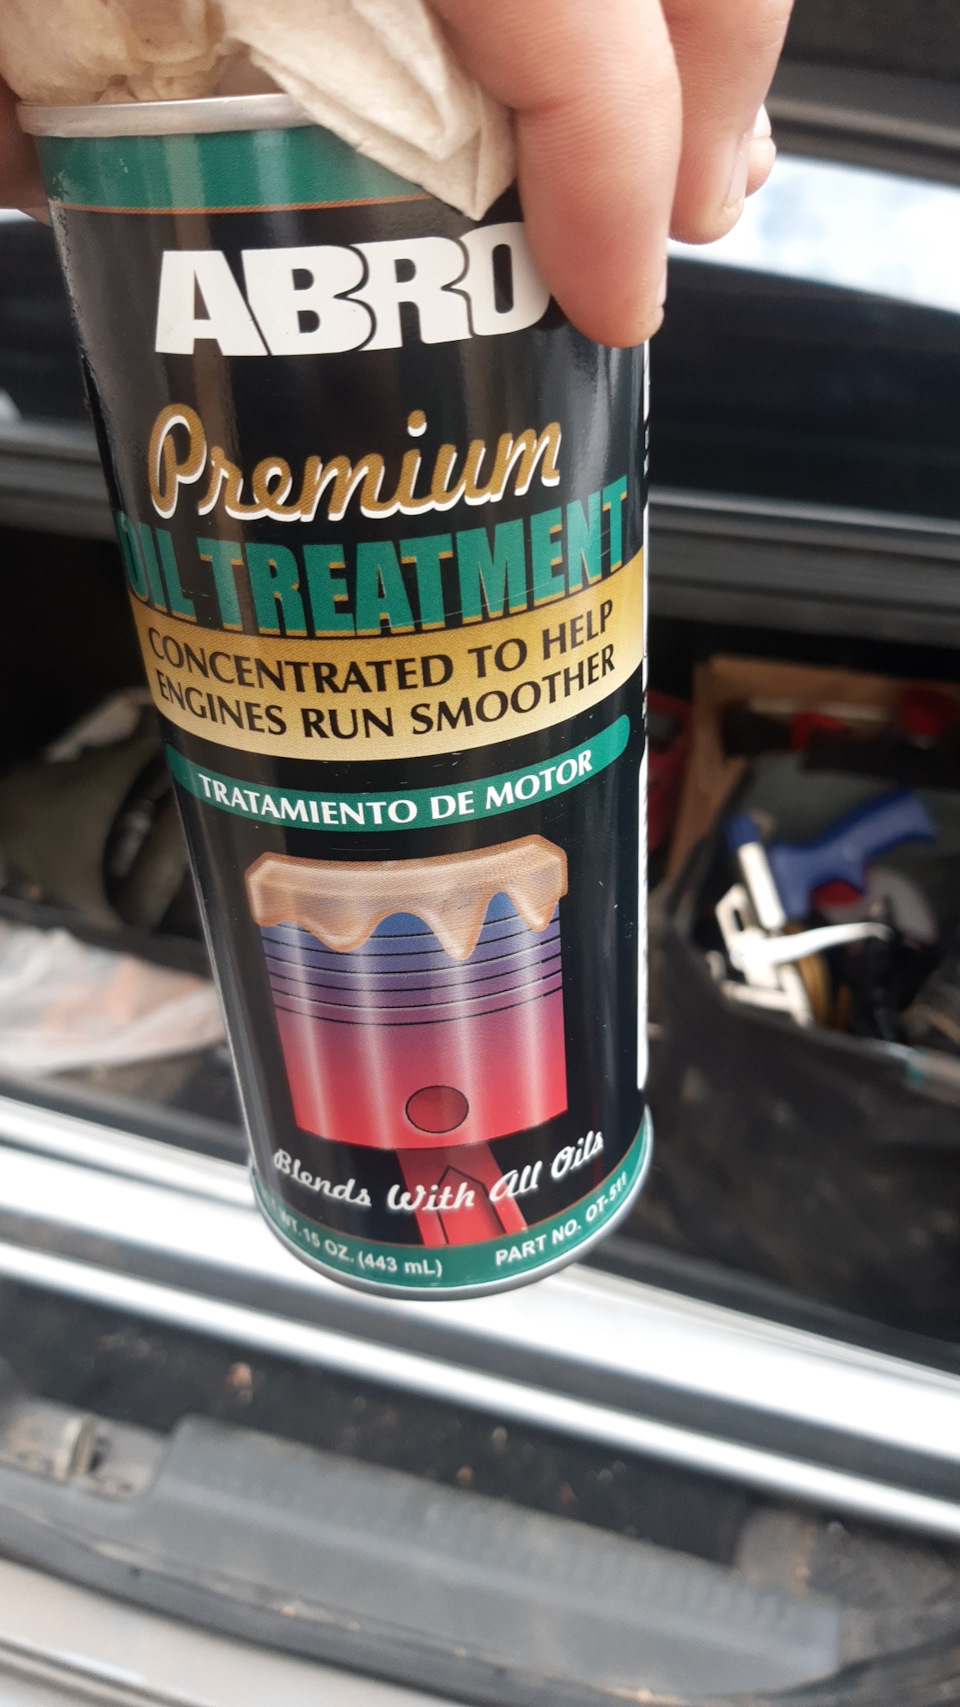 ABRO
Premium
OIL TREATMENT
CONCENTRATED TO HELP
ENGINES RUN SMOOTHER
TRATAMIENTO DE MOTOR
Blends With All Oils
WT. 15 OZ. (443 mL)
PART NO. OT-511